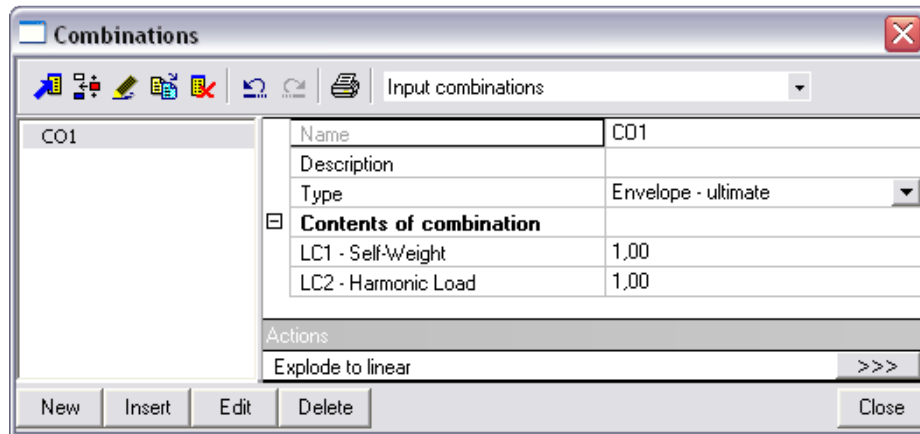 Combinations
Input combinations
CO1
Name CO1
Description
Type Envelope - ultimate
Contents of combination
LC1 - Self-Weight 1,00
LC2 - Harmonic Load 1,00
Actions
Explode to linear >>>
New Insert Edit Delete Close